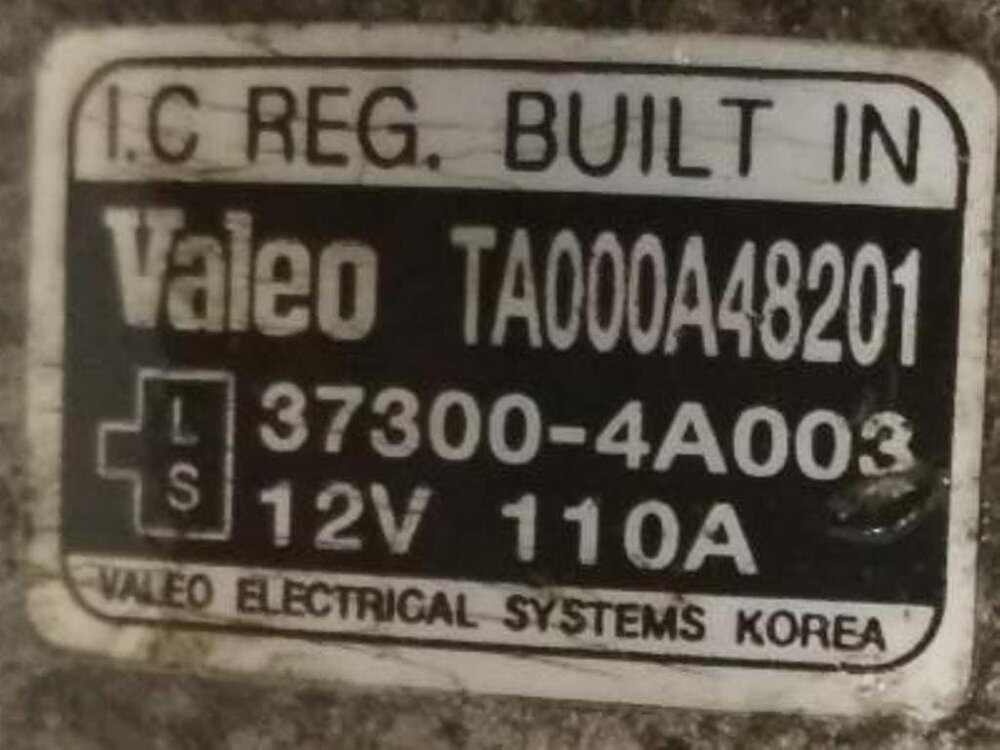 I.C REG. BUILT IN
Valeo TA000A48201
L 37300-4A003
S 12V 110A
VALEO ELECTRICAL SYSTEMS KOREA